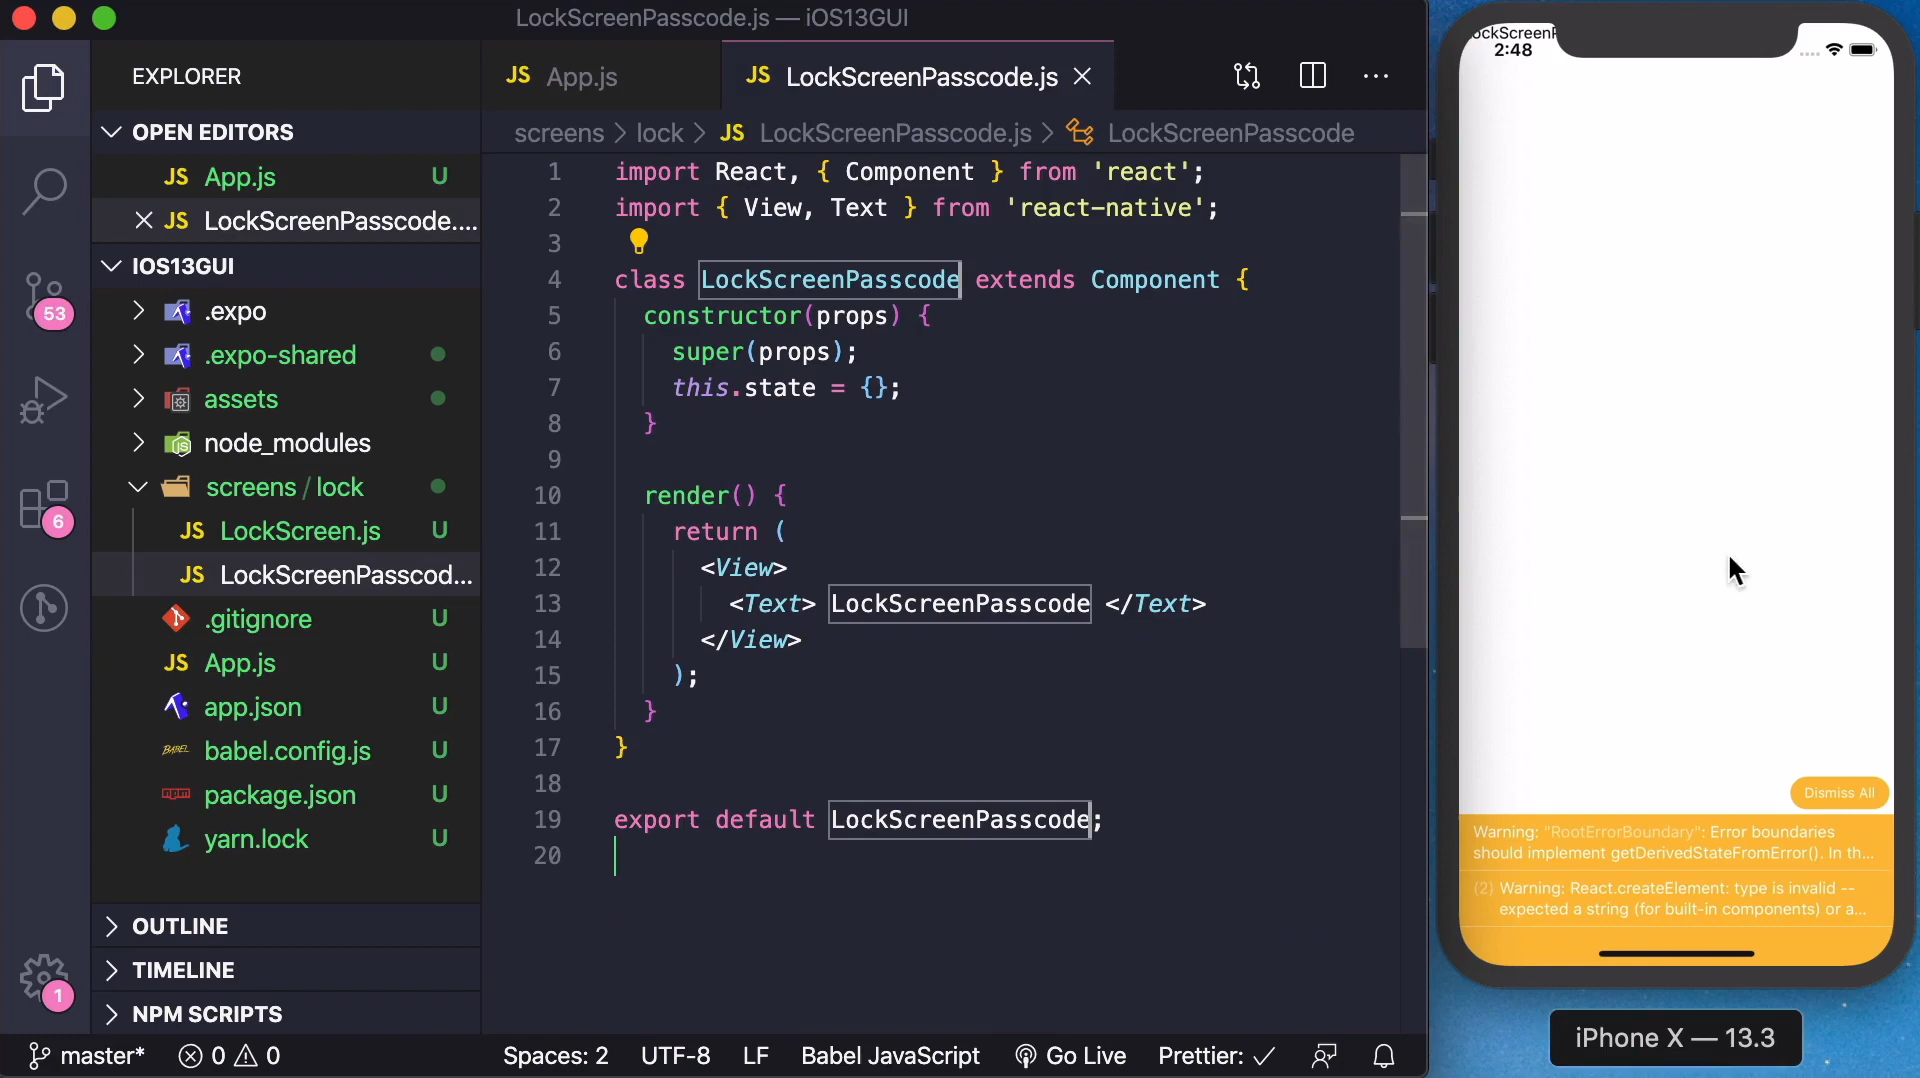 LockScreenPasscode.js — iOS13GUI
EXPLORER
OPEN EDITORS
JS App.js U
JS LockScreenPasscode....
IOS13GUI
.expo
.expo-shared
assets
node_modules
screens / lock
JS LockScreen.js U
JS LockScreenPasscod...
.gitignore U
JS App.js U
app.json U
BABEL babel.config.js U
package.json U
yarn.lock U
OUTLINE
TIMELINE
NPM SCRIPTS
53
6
1
JS App.js
JS LockScreenPasscode.js
screens > lock > JS LockScreenPasscode.js > LockScreenPasscode
1 import React, { Component } from 'react';
2 import { View, Text } from 'react-native';
3
4 class LockScreenPasscode extends Component {
5 constructor(props) {
6 super(props);
7 this.state = {};
8 }
9
10 render() {
11 return (
12 <View>
13 <Text> LockScreenPasscode </Text>
14 </View>
15 );
16 }
17 }
18
19 export default LockScreenPasscode;
20
master* 0 0 Spaces: 2 UTF-8 LF Babel JavaScript Go Live Prettier: ✓
2:48
Dismiss All
Warning: "RootErrorBoundary": Error boundaries
should implement getDerivedStateFromError(). In th...
(2) Warning: React.createElement: type is invalid --
expected a string (for built-in components) or a...
iPhone X — 13.3